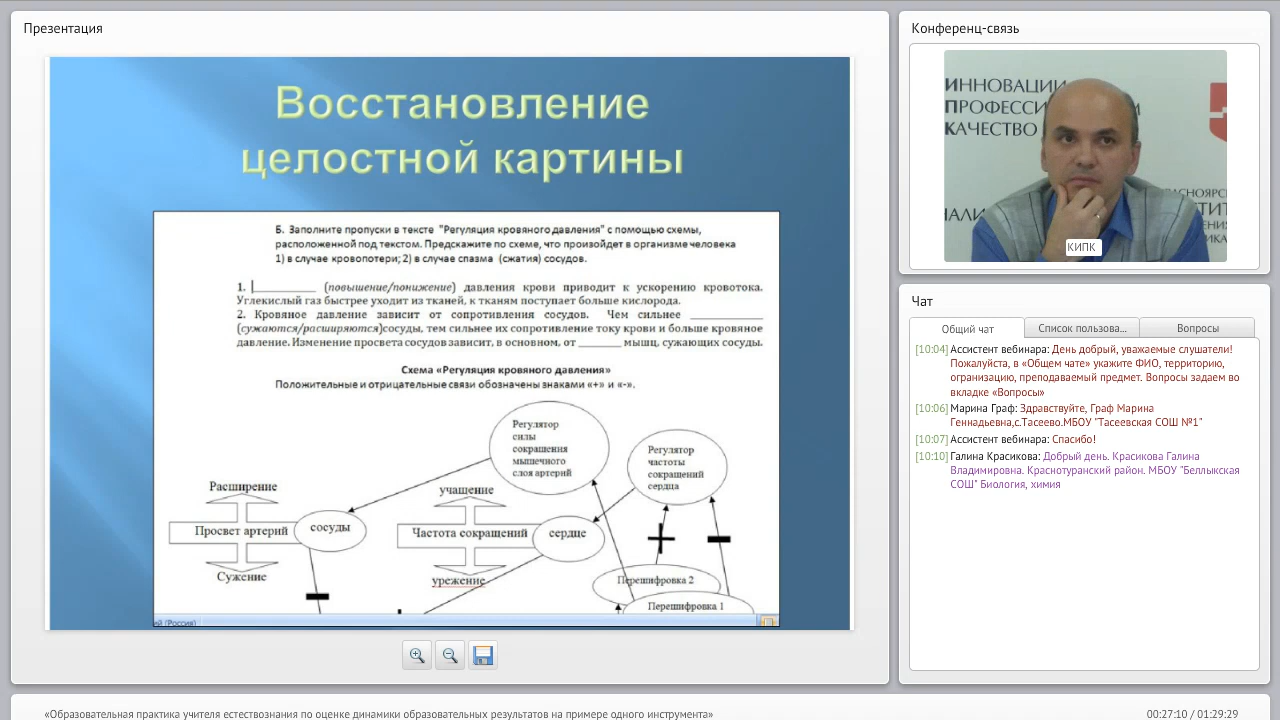 Презентация
Восстановление
целостной картины
Б. Заполните пропуски в тексте "Регуляция кровяного давления" с помощью схемы,
расположенной под текстом. Предскажите по схеме, что произойдет в организме человека
1) в случае кровопотери; 2) в случае спазма (сжатия) сосудов.
1. __________ (повышение/понижение) давления крови приводит к ускорению кровотока.
Углекислый газ быстрее уходит из тканей, к тканям поступает больше кислорода.
2. Кровяное давление зависит от сопротивления сосудов. Чем сильнее ____________
(сужаются/расширяются)сосуды, тем сильнее их сопротивление току крови и больше кровяное
давление. Изменение просвета сосудов зависит, в основном, от _______ мышц, сужающих сосуды.
Схема «Регуляция кровяного давления»
Положительные и отрицательные связи обозначены знаками «+» и «-».
Регулятор
силы
сокращения
мышечного
слоя артерий
Регулятор
частоты
сокращений
сердца
Расширение
Просвет артерий
Сужение
сосуды
учащение
Частота сокращений
урежение
сердце
Перешифровка 2
Перешифровка 1
ий (Россия)
Конференц-связь
ИННОВАЦИИ
ПРОФЕССИ
КАЧЕСТВО
КИПК
Чат
Общий чат
Список пользова...
Вопросы
[10:04] Ассистент вебинара: День добрый, уважаемые слушатели!
Пожалуйста, в «Общем чате» укажите ФИО, территорию,
огранизацию, преподаваемый предмет. Вопросы задаем во
вкладке «Вопросы»
[10:06] Марина Граф: Здравствуйте, Граф Марина
Геннадьевна,с.Тасеево.МБОУ "Тасеевская СОШ №1"
[10:07] Ассистент вебинара: Спасибо!
[10:10] Галина Красикова: Добрый день. Красикова Галина
Владимировна. Краснотуранский район. МБОУ "Беллыкская
СОШ" Биология, химия
«Образовательная практика учителя естествознания по оценке динамики образовательных результатов на примере одного инструмента»
00:27:10 / 01:29:29